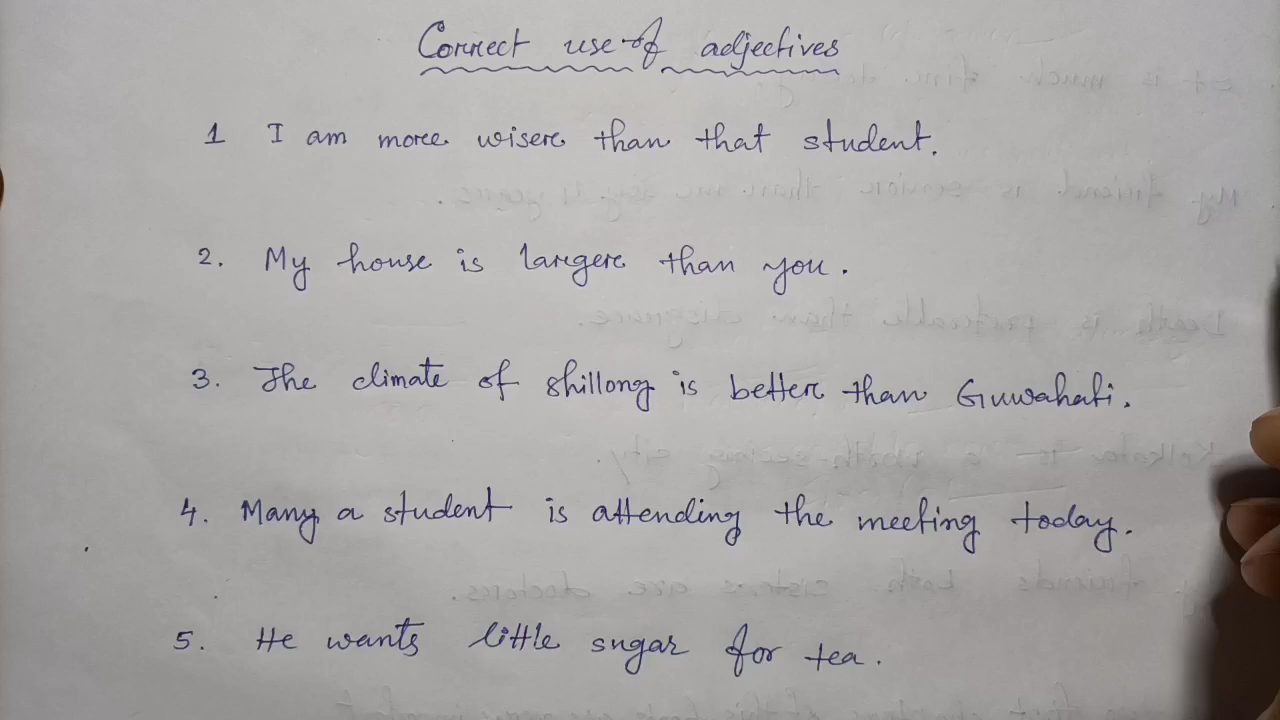 Correct use of adjectives
1 I am more wiser than that student.
2. My house is larger than you.
3. The climate of shillong is better than Guwahati.
4. Many a student is attending the meeting today.
5. He wants little sugar for tea.